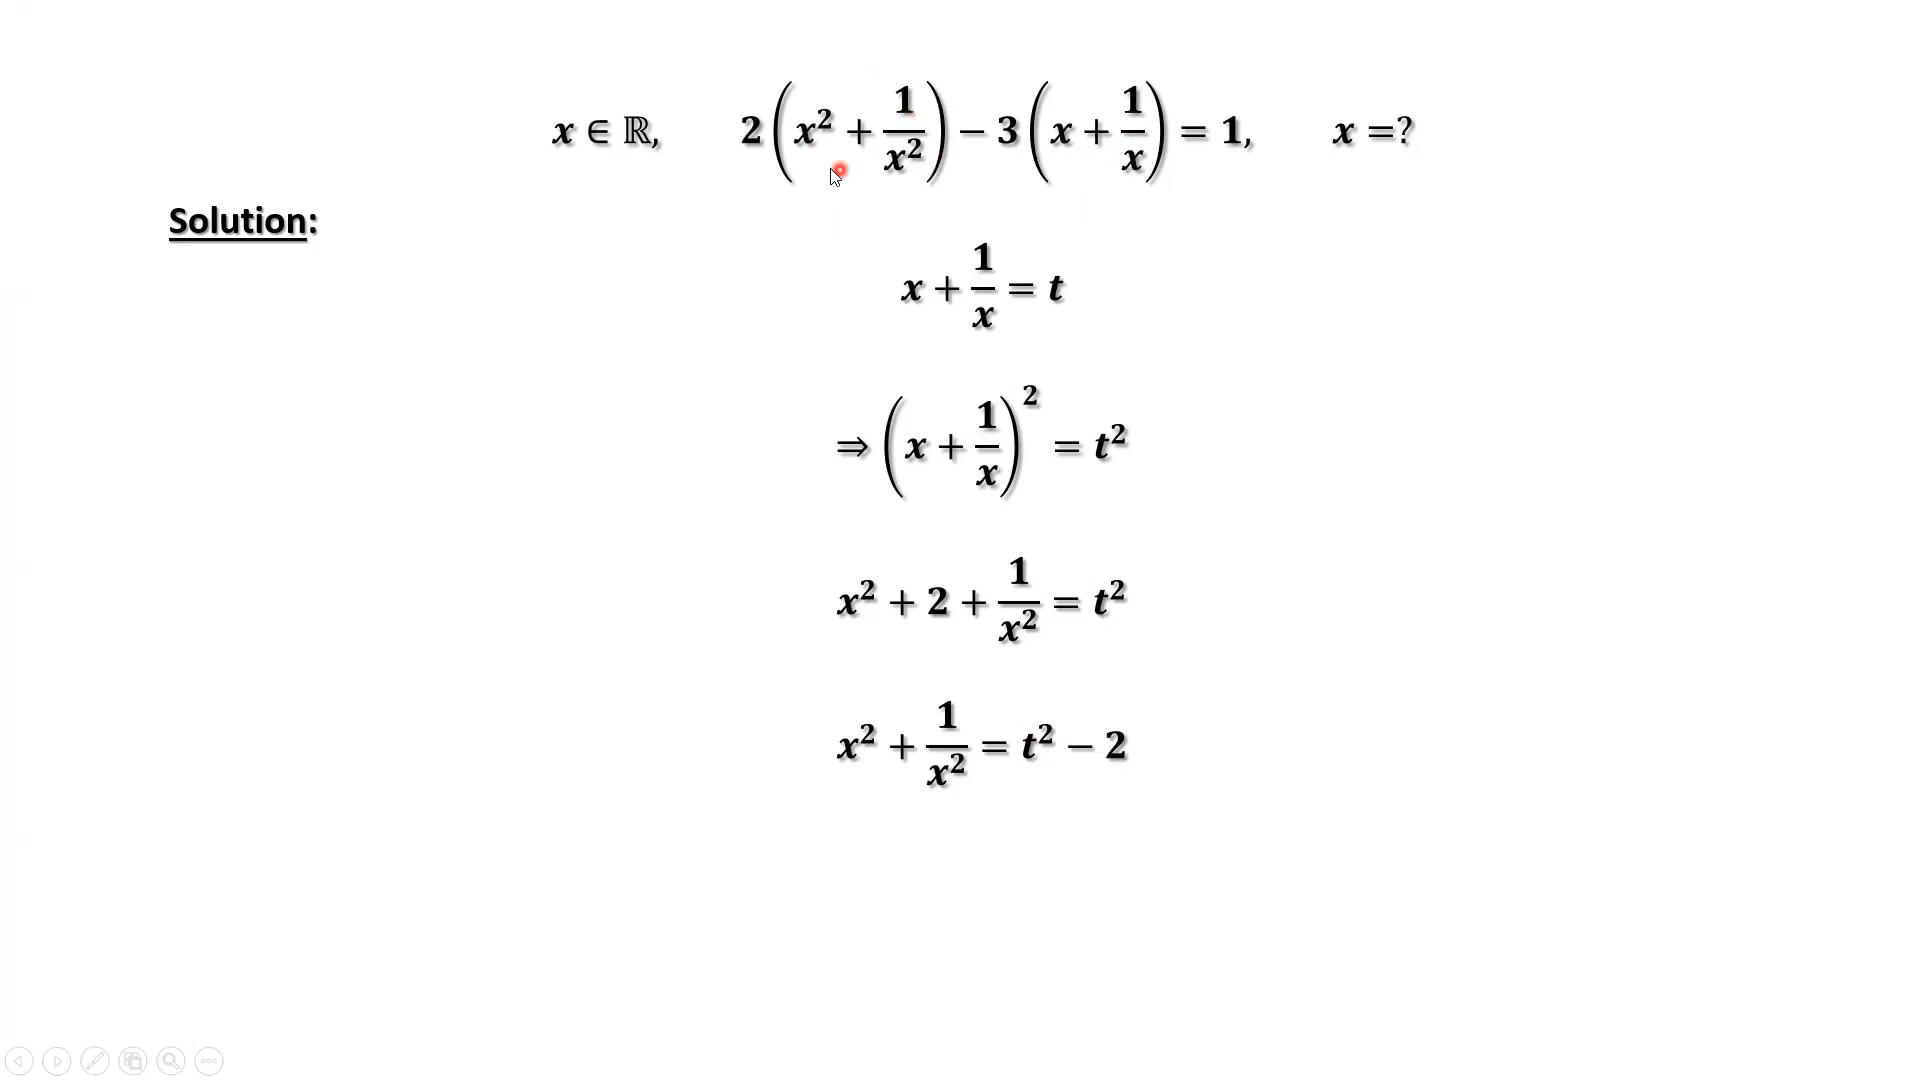 x ∈ ℝ, 2(x² + 1/x²) − 3(x + 1/x) = 1, x =?
Solution:
x + 1/x = t
⇒ (x + 1/x)² = t²
x² + 2 + 1/x² = t²
x² + 1/x² = t² − 2